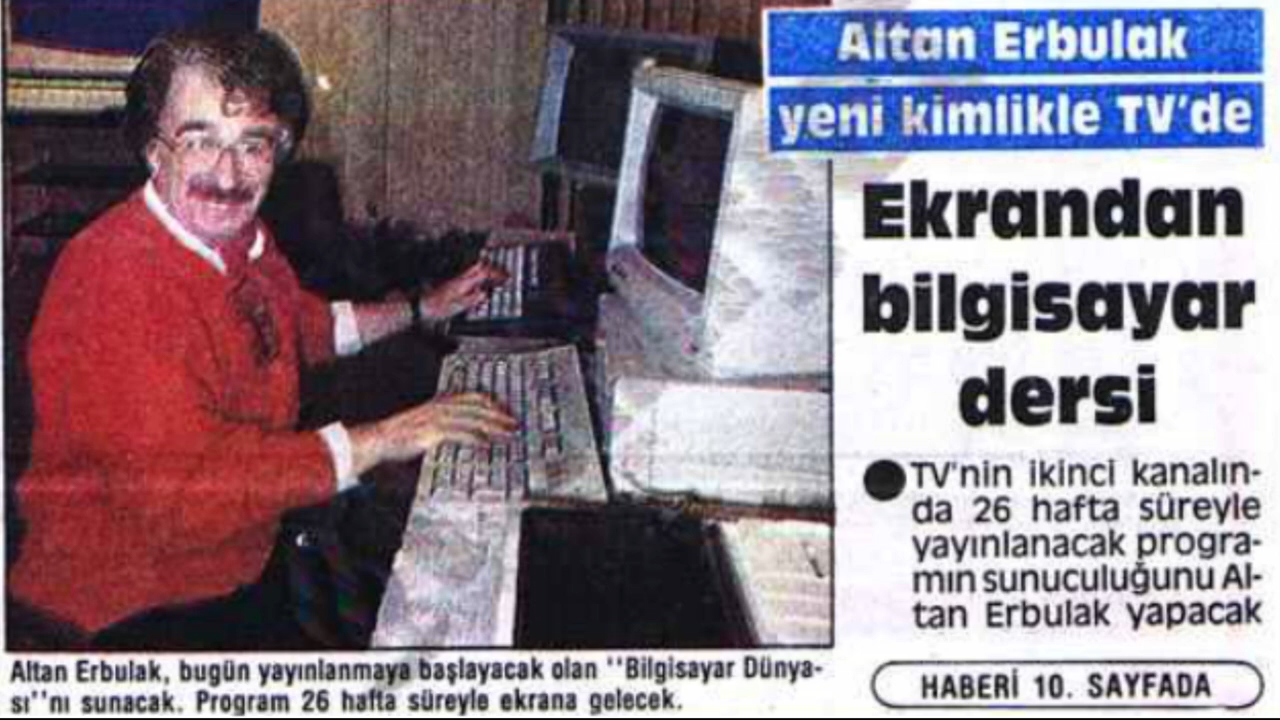 Altan Erbulak
yeni kimlikle TV'de
Ekrandan
bilgisayar
dersi
● TV'nin ikinci kanalın-
da 26 hafta süreyle
yayınlanacak progra-
mın sunuculuğunu Al-
tan Erbulak yapacak
HABERİ 10. SAYFADA
Altan Erbulak, bugün yayınlanmaya başlayacak olan "Bilgisayar Dünya-
sı"nı sunacak. Program 26 hafta süreyle ekrana gelecek.